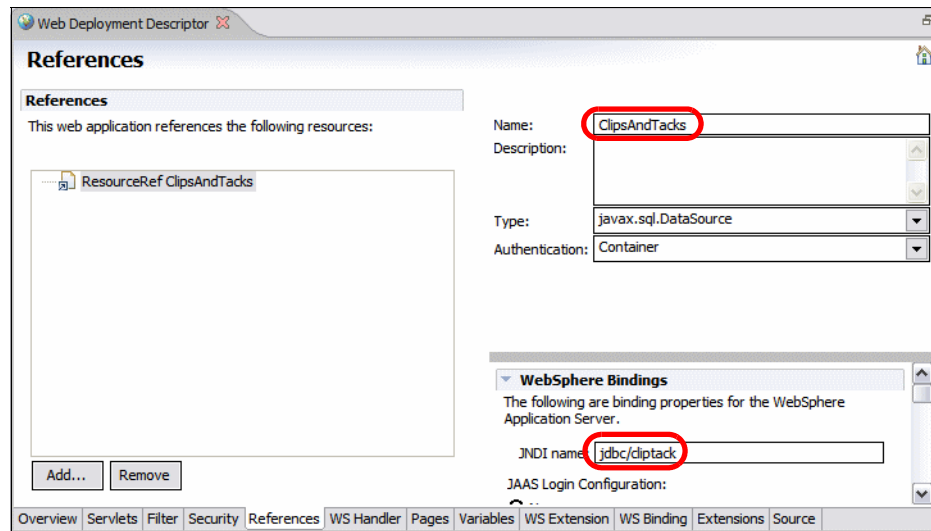 Web Deployment Descriptor
References
References
This web application references the following resources:
ResourceRef ClipsAndTacks
Add...
Remove
Name: ClipsAndTacks
Description:
Type: javax.sql.DataSource
Authentication: Container
WebSphere Bindings
The following are binding properties for the WebSphere
Application Server.
JNDI name: jdbc/cliptack
JAAS Login Configuration:
Overview Servlets Filter Security References WS Handler Pages Variables WS Extension WS Binding Extensions Source